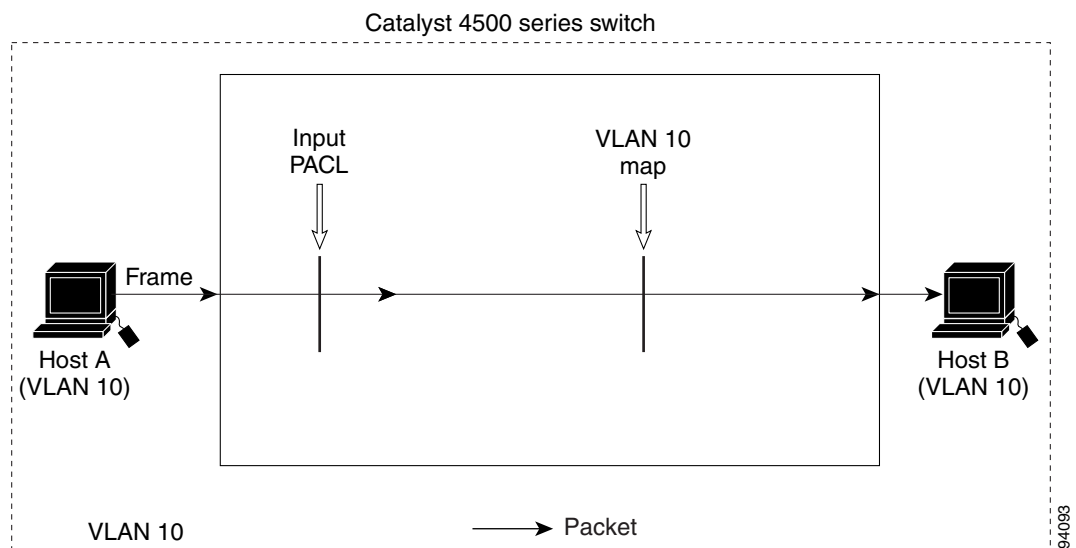 Catalyst 4500 series switch
Input
PACL
VLAN 10
map
Frame
Host A
(VLAN 10)
Host B
(VLAN 10)
VLAN 10
Packet
94093